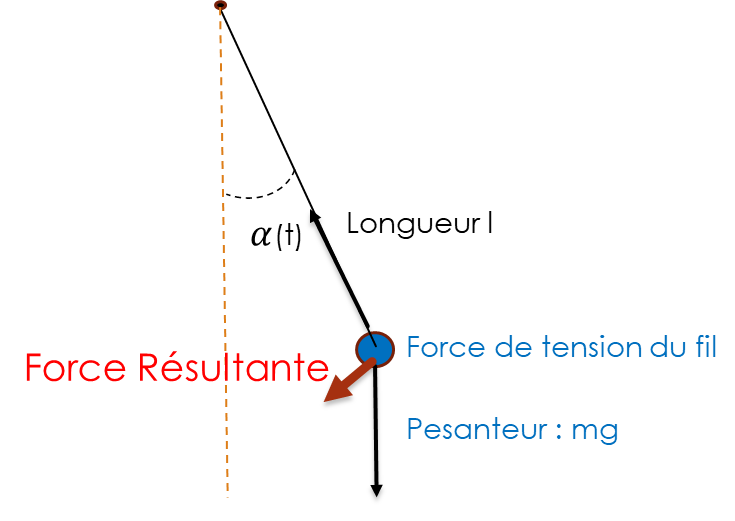 Longueur l
α(t)
Force de tension du fil
Force Résultante
Pesanteur : mg